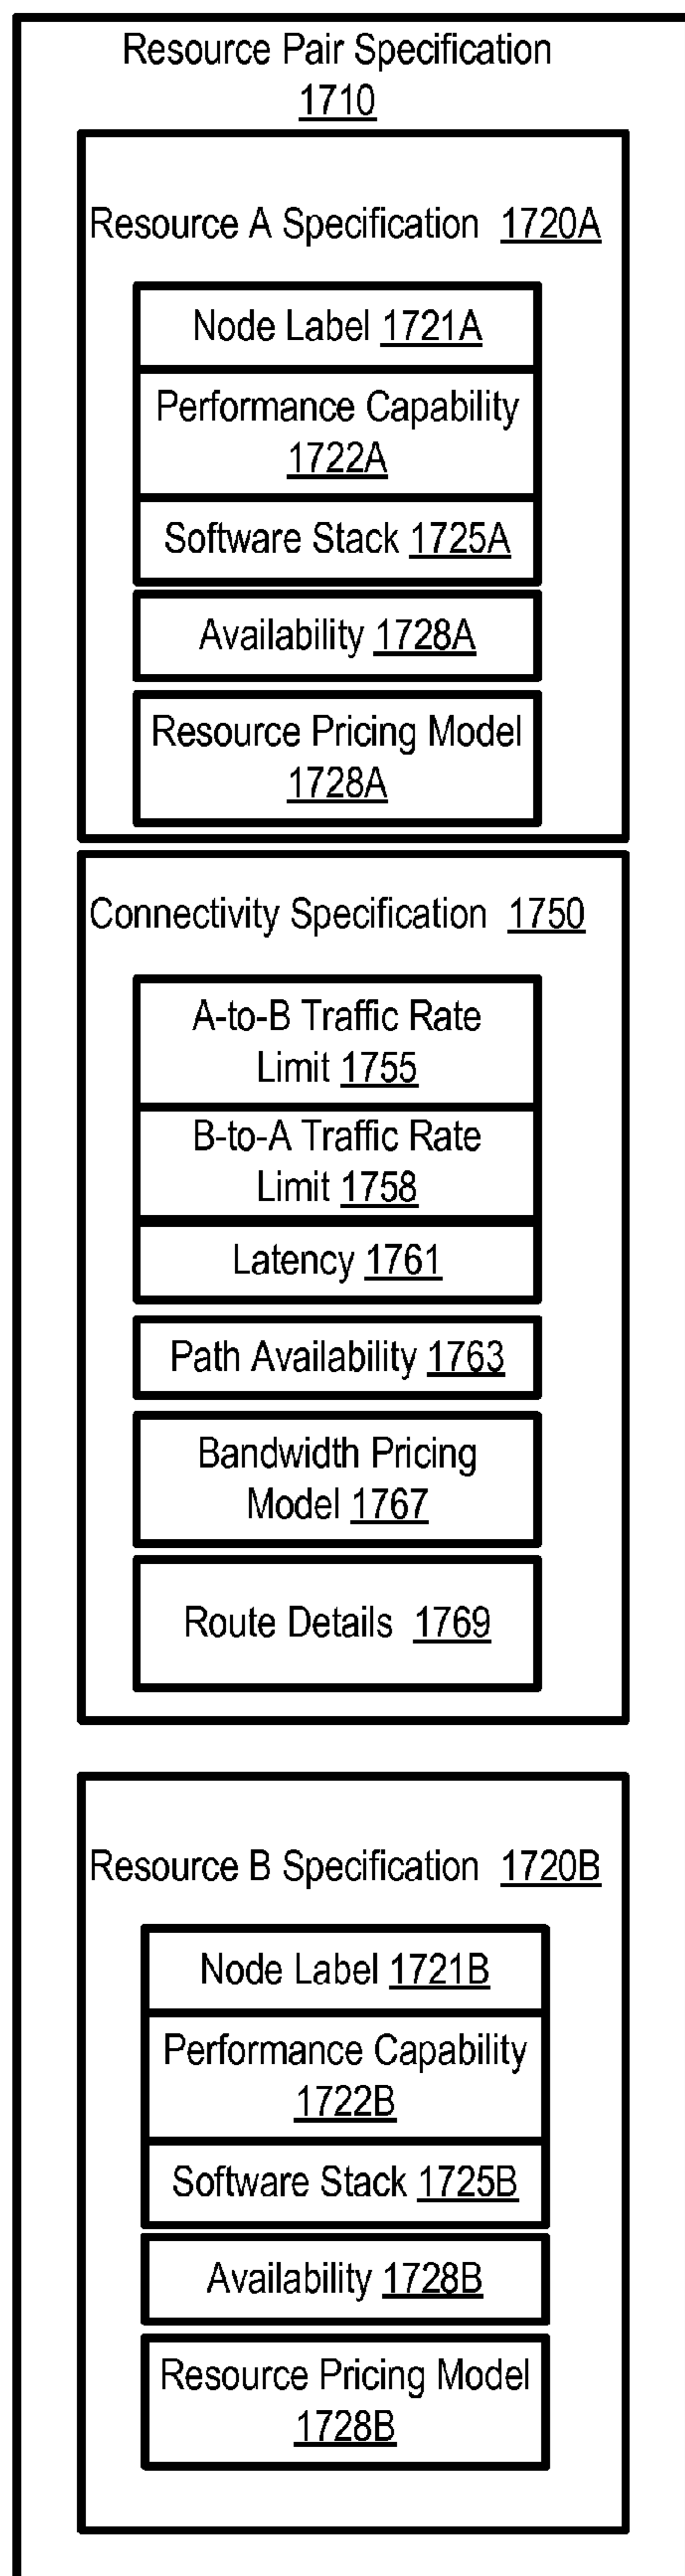 Resource Pair Specification
1710
Resource A Specification 1720A
Node Label 1721A
Performance Capability
1722A
Software Stack 1725A
Availability 1728A
Resource Pricing Model
1728A
Connectivity Specification 1750
A-to-B Traffic Rate
Limit 1755
B-to-A Traffic Rate
Limit 1758
Latency 1761
Path Availability 1763
Bandwidth Pricing
Model 1767
Route Details 1769
Resource B Specification 1720B
Node Label 1721B
Performance Capability
1722B
Software Stack 1725B
Availability 1728B
Resource Pricing Model
1728B